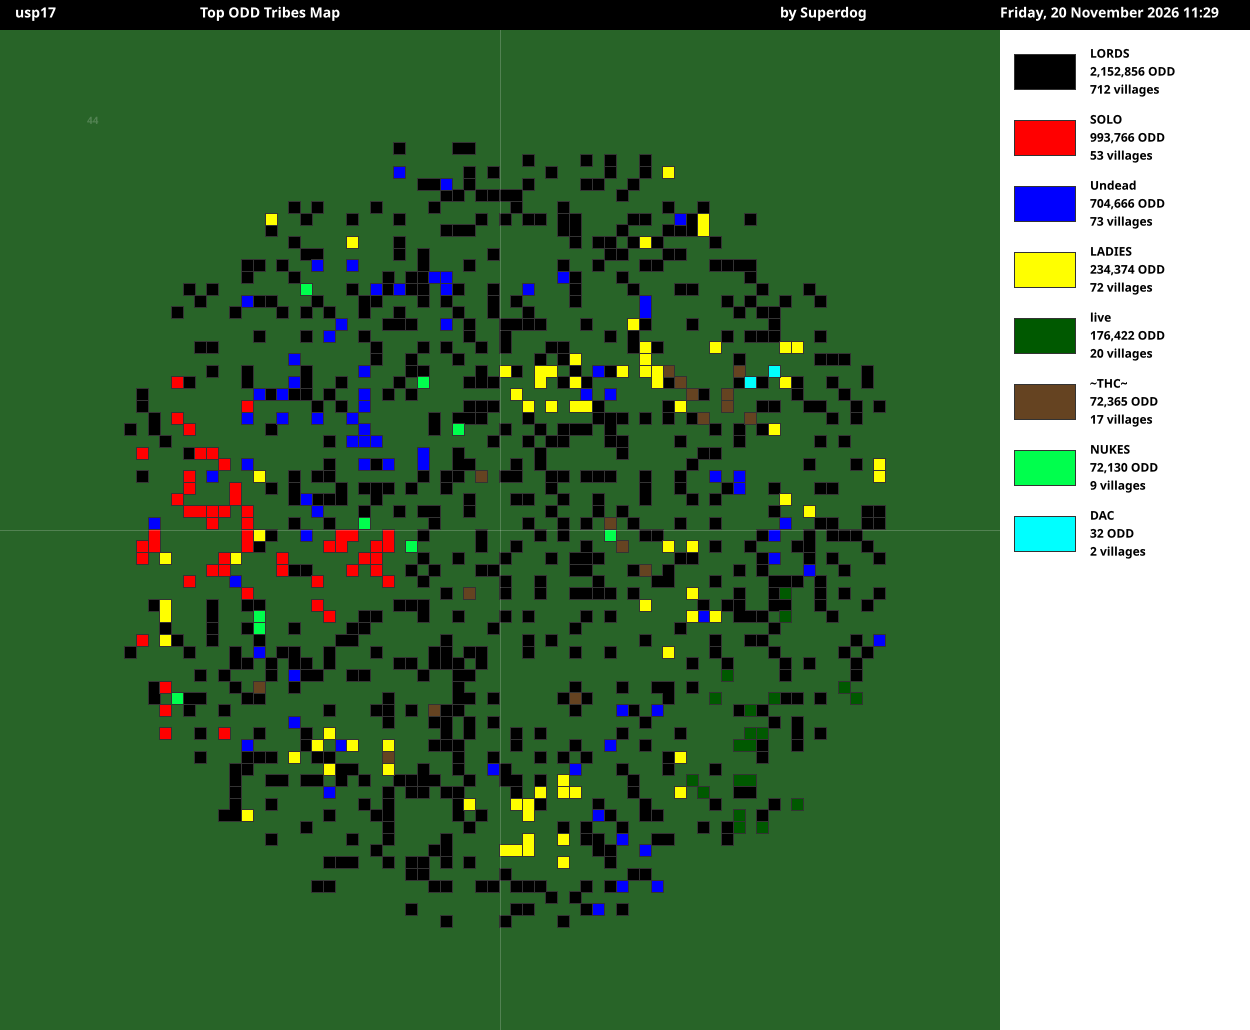 usp17
Top ODD Tribes Map
by Superdog
Friday, 20 November 2026 11:29
44
LORDS
2,152,856 ODD
712 villages
SOLO
993,766 ODD
53 villages
Undead
704,666 ODD
73 villages
LADIES
234,374 ODD
72 villages
live
176,422 ODD
20 villages
~THC~
72,365 ODD
17 villages
NUKES
72,130 ODD
9 villages
DAC
32 ODD
2 villages